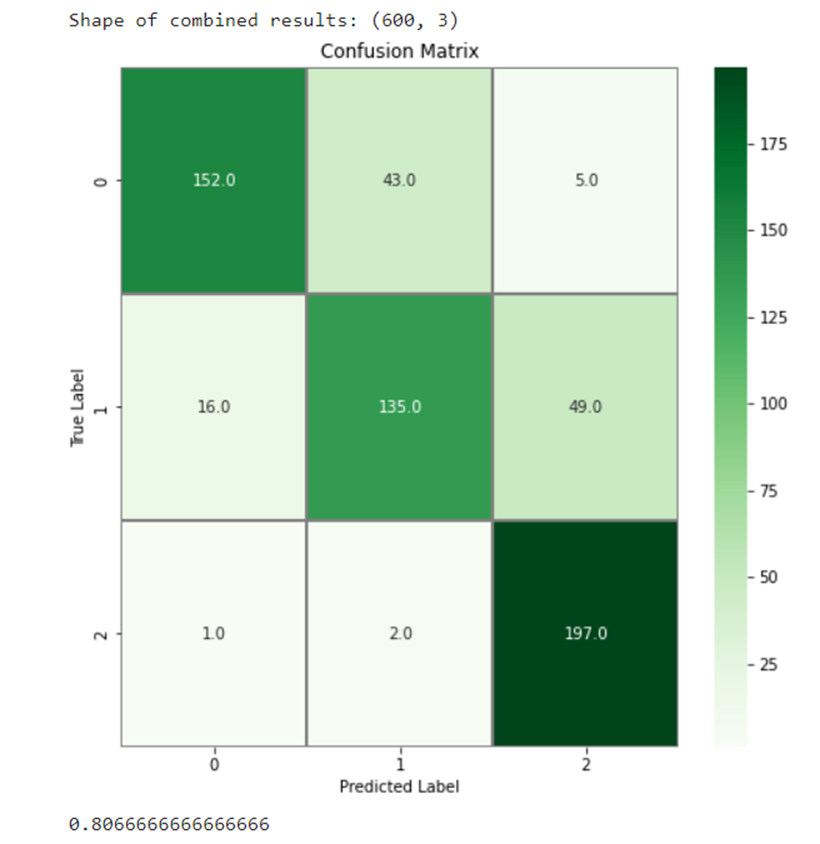 Shape of combined results: (600, 3)
Confusion Matrix
175
150
125
100
75
50
25
True Label
0
152.0 43.0 5.0
1
16.0 135.0 49.0
2
1.0 2.0 197.0
0 1 2
Predicted Label
0.8066666666666666